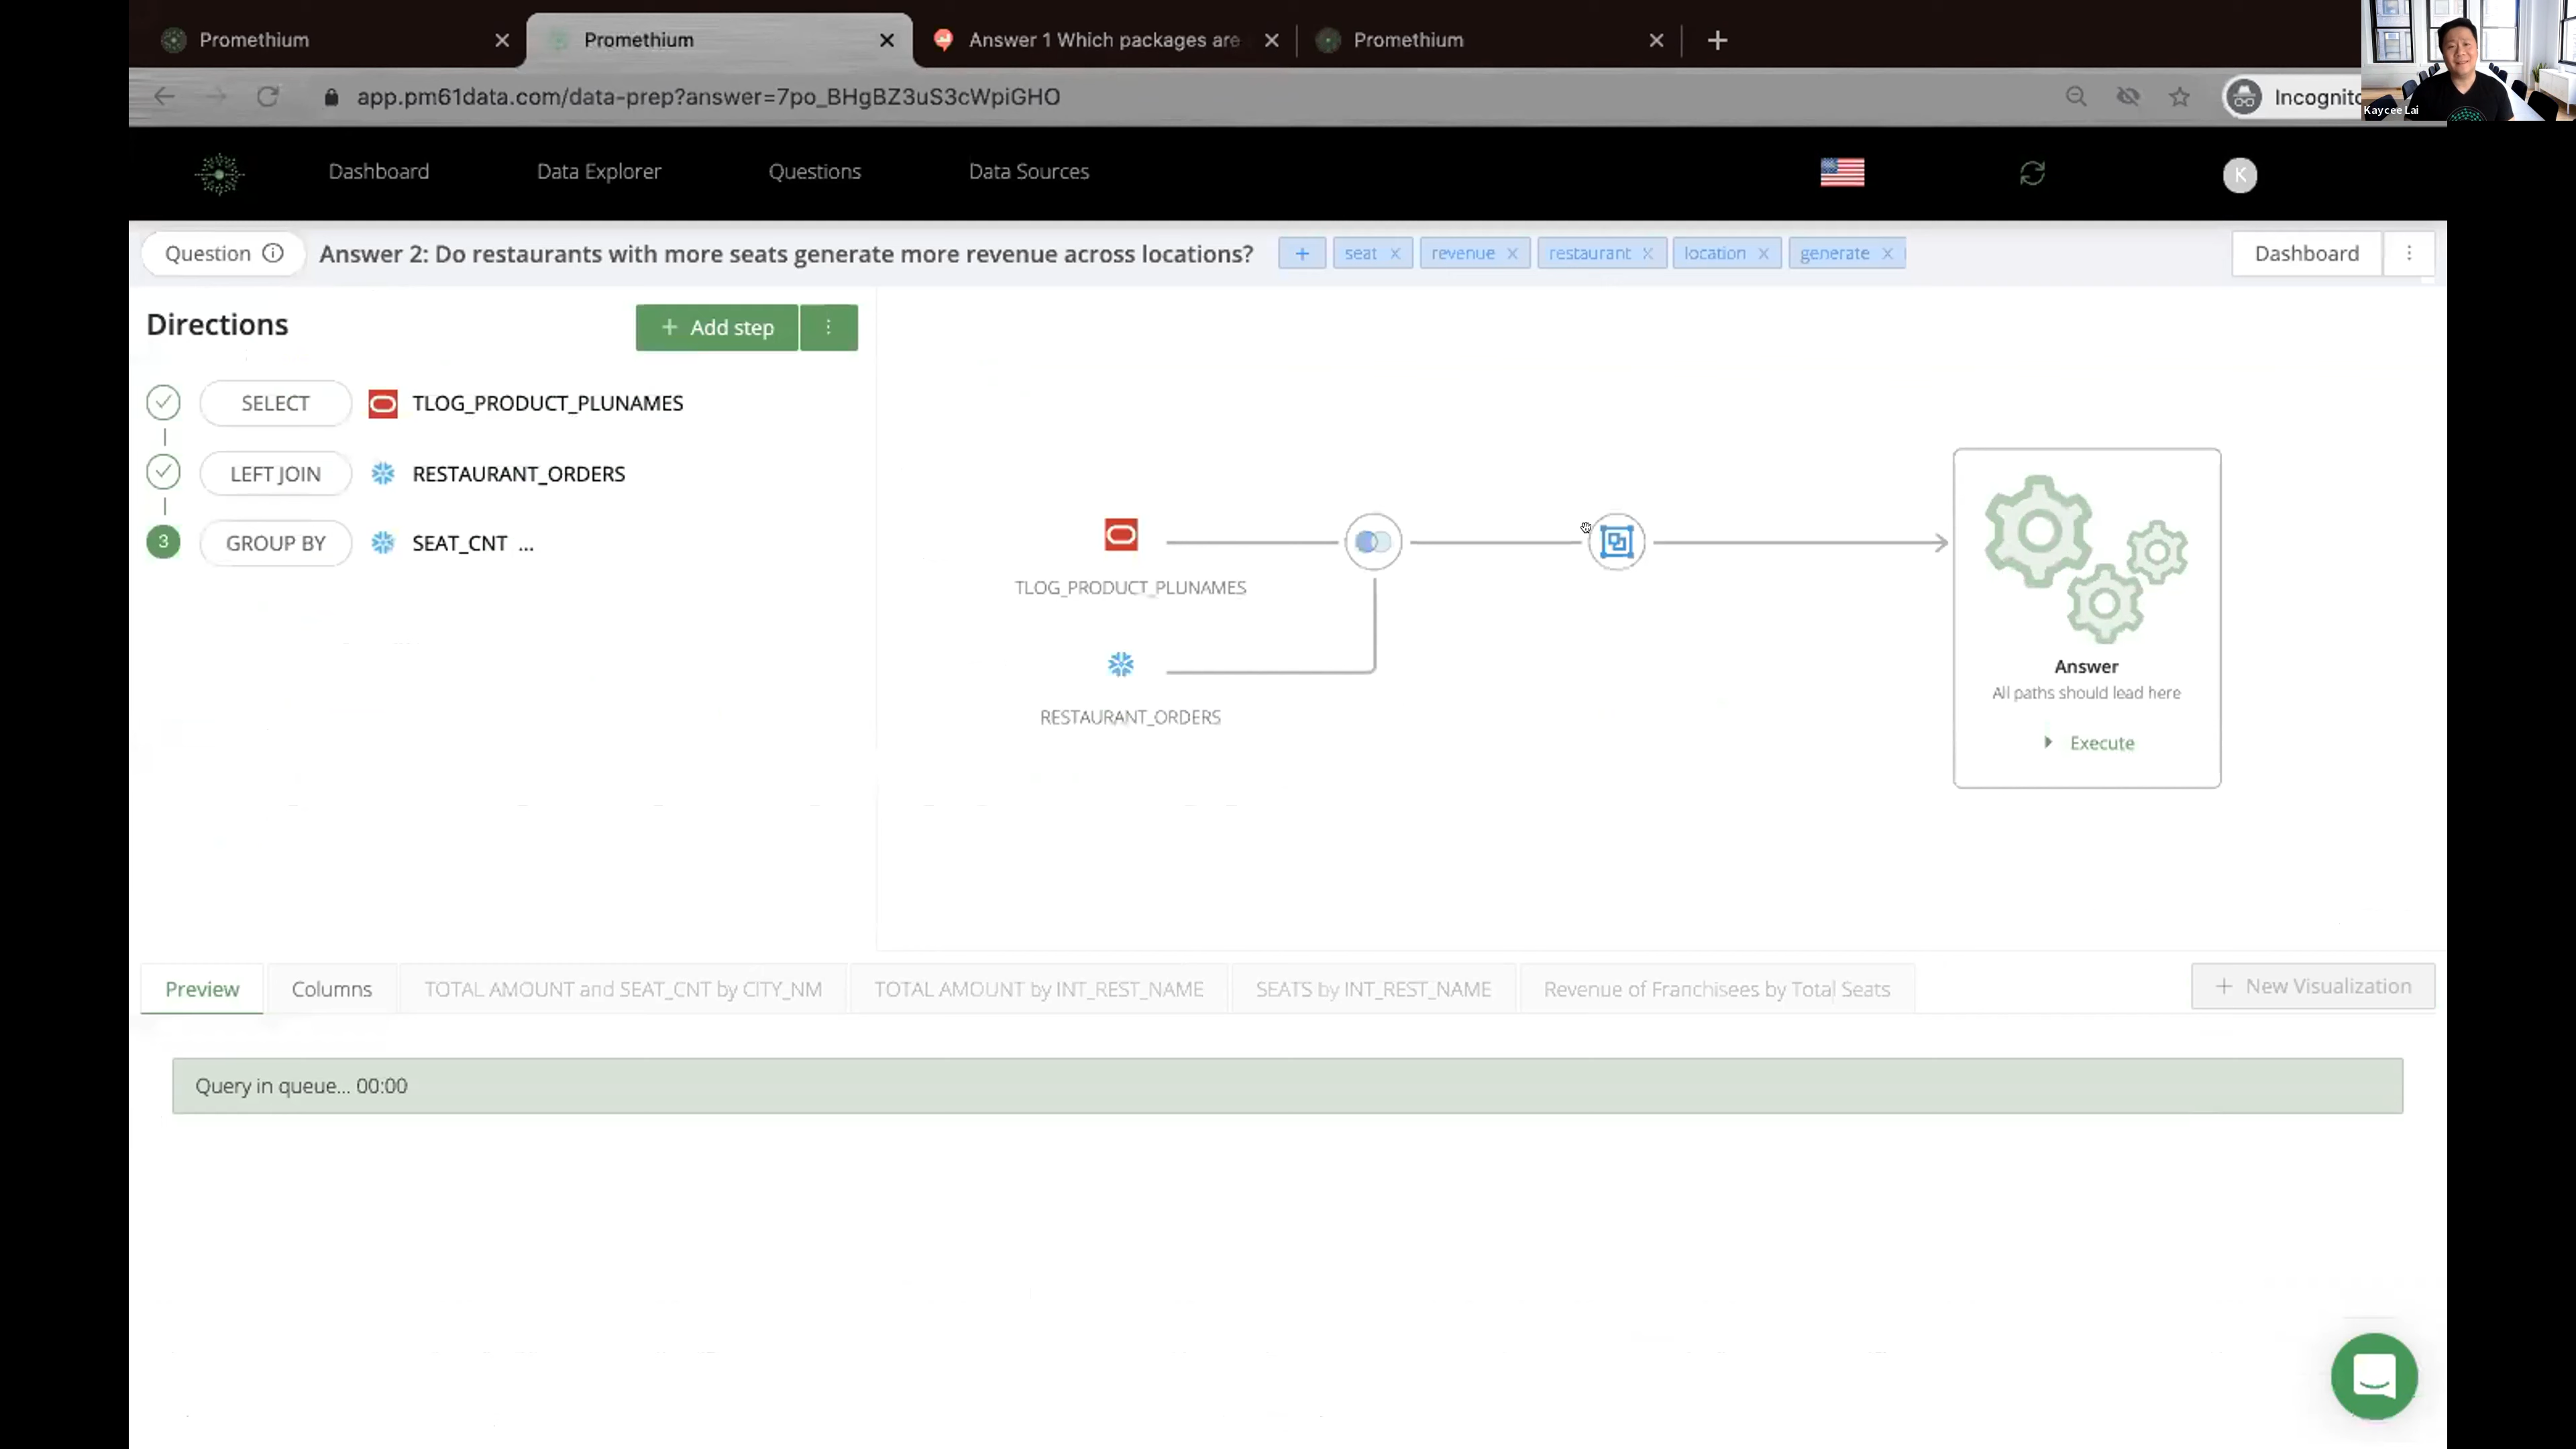 Promethium
Promethium
Answer 1 Which packages are
Promethium
app.pm61data.com/data-prep?answer=7po_BHgBZ3uS3cWpiGHO
Incognito
Kaycee Lai
Dashboard
Data Explorer
Questions
Data Sources
K
Question
Answer 2: Do restaurants with more seats generate more revenue across locations?
+
seat
revenue
restaurant
location
generate
Dashboard
Directions
+ Add step
SELECT TLOG_PRODUCT_PLUNAMES
LEFT JOIN RESTAURANT_ORDERS
3 GROUP BY SEAT_CNT ...
TLOG_PRODUCT_PLUNAMES
RESTAURANT_ORDERS
Answer
All paths should lead here
Execute
Preview
Columns
TOTAL AMOUNT and SEAT_CNT by CITY_NM
TOTAL AMOUNT by INT_REST_NAME
SEATS by INT_REST_NAME
Revenue of Franchisees by Total Seats
+ New Visualization
Query in queue... 00:00